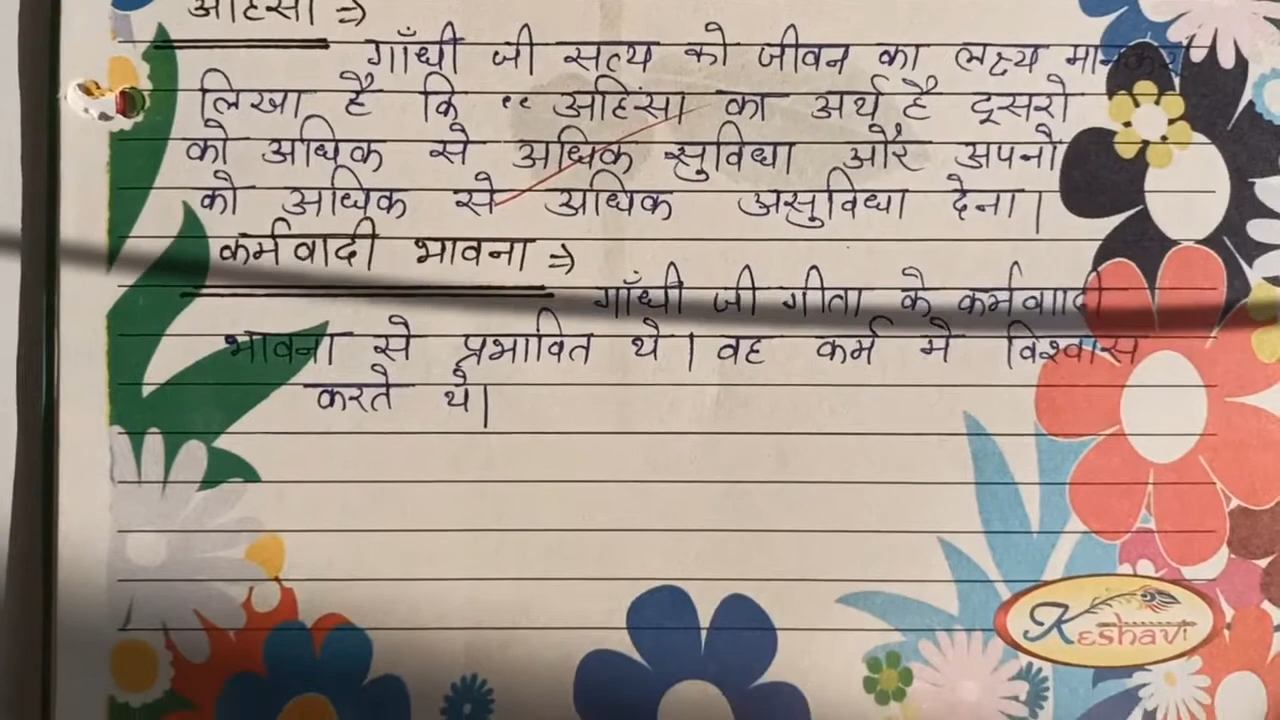 अहिंसा ⇒
गाँधी जी सत्य को जीवन का लक्ष्य मानकर
लिखा है कि “ अहिंसा का अर्थ है दूसरो
को अधिक से अधिक सुविधा और अपनो
को अधिक से अधिक असुविधा देना।
कर्मवादी भावना ⇒
गाँधी जी गीता के कर्मवादी
भावना से प्रभावित थे। वह कर्म मे विश्वास
करते थे।
Keshavi